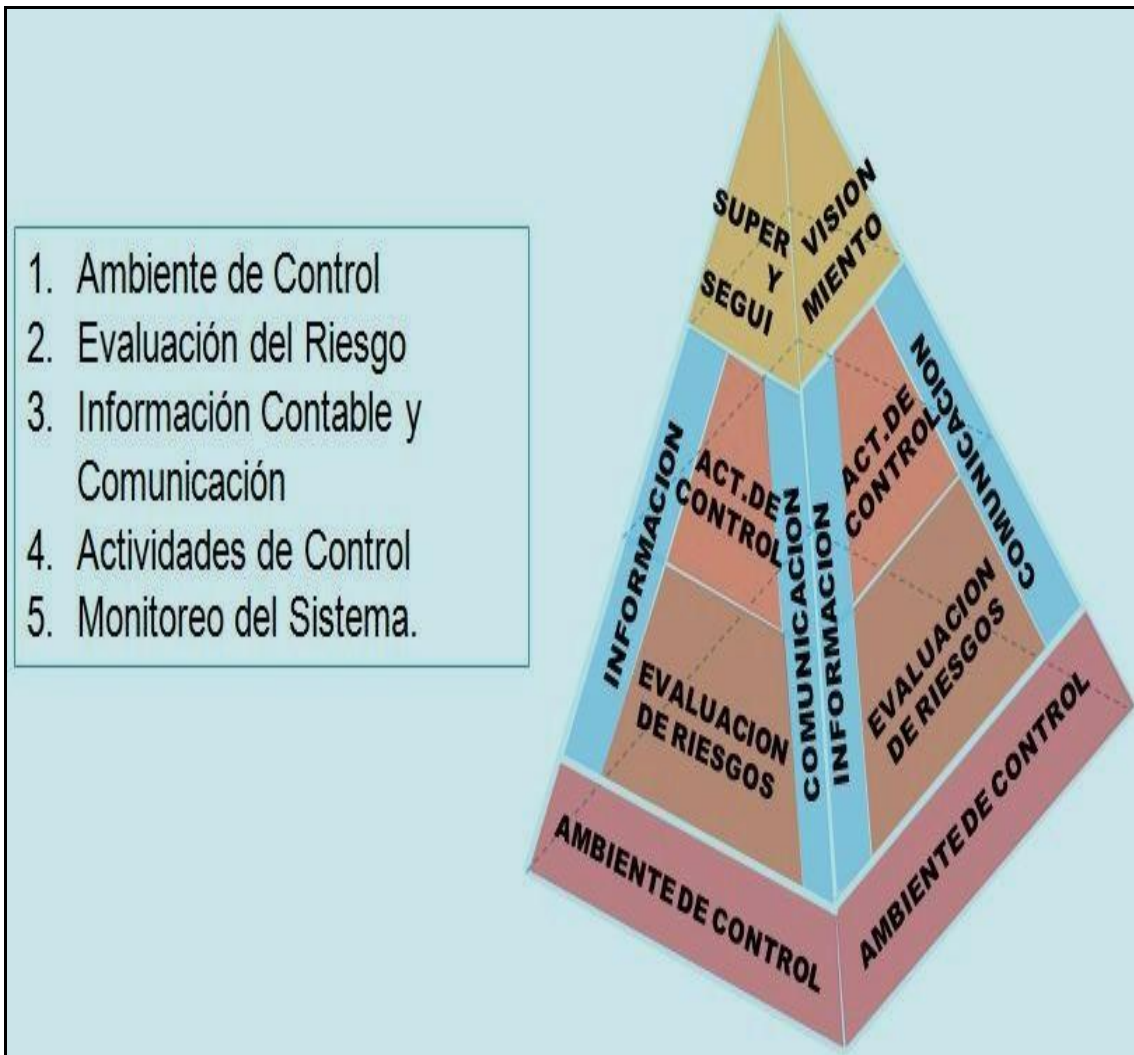 1. Ambiente de Control
2. Evaluación del Riesgo
3. Información Contable y
Comunicación
4. Actividades de Control
5. Monitoreo del Sistema.
SUPER VISION
Y
SEGUI MIENTO
INFORMACION
ACT.DE
CONTROL
COMUNICACION
INFORMACION
ACT.DE
CONTROL
COMUNICACION
EVALUACION
DE RIESGOS
EVALUACION
DE RIESGOS
AMBIENTE DE CONTROL
AMBIENTE DE CONTROL